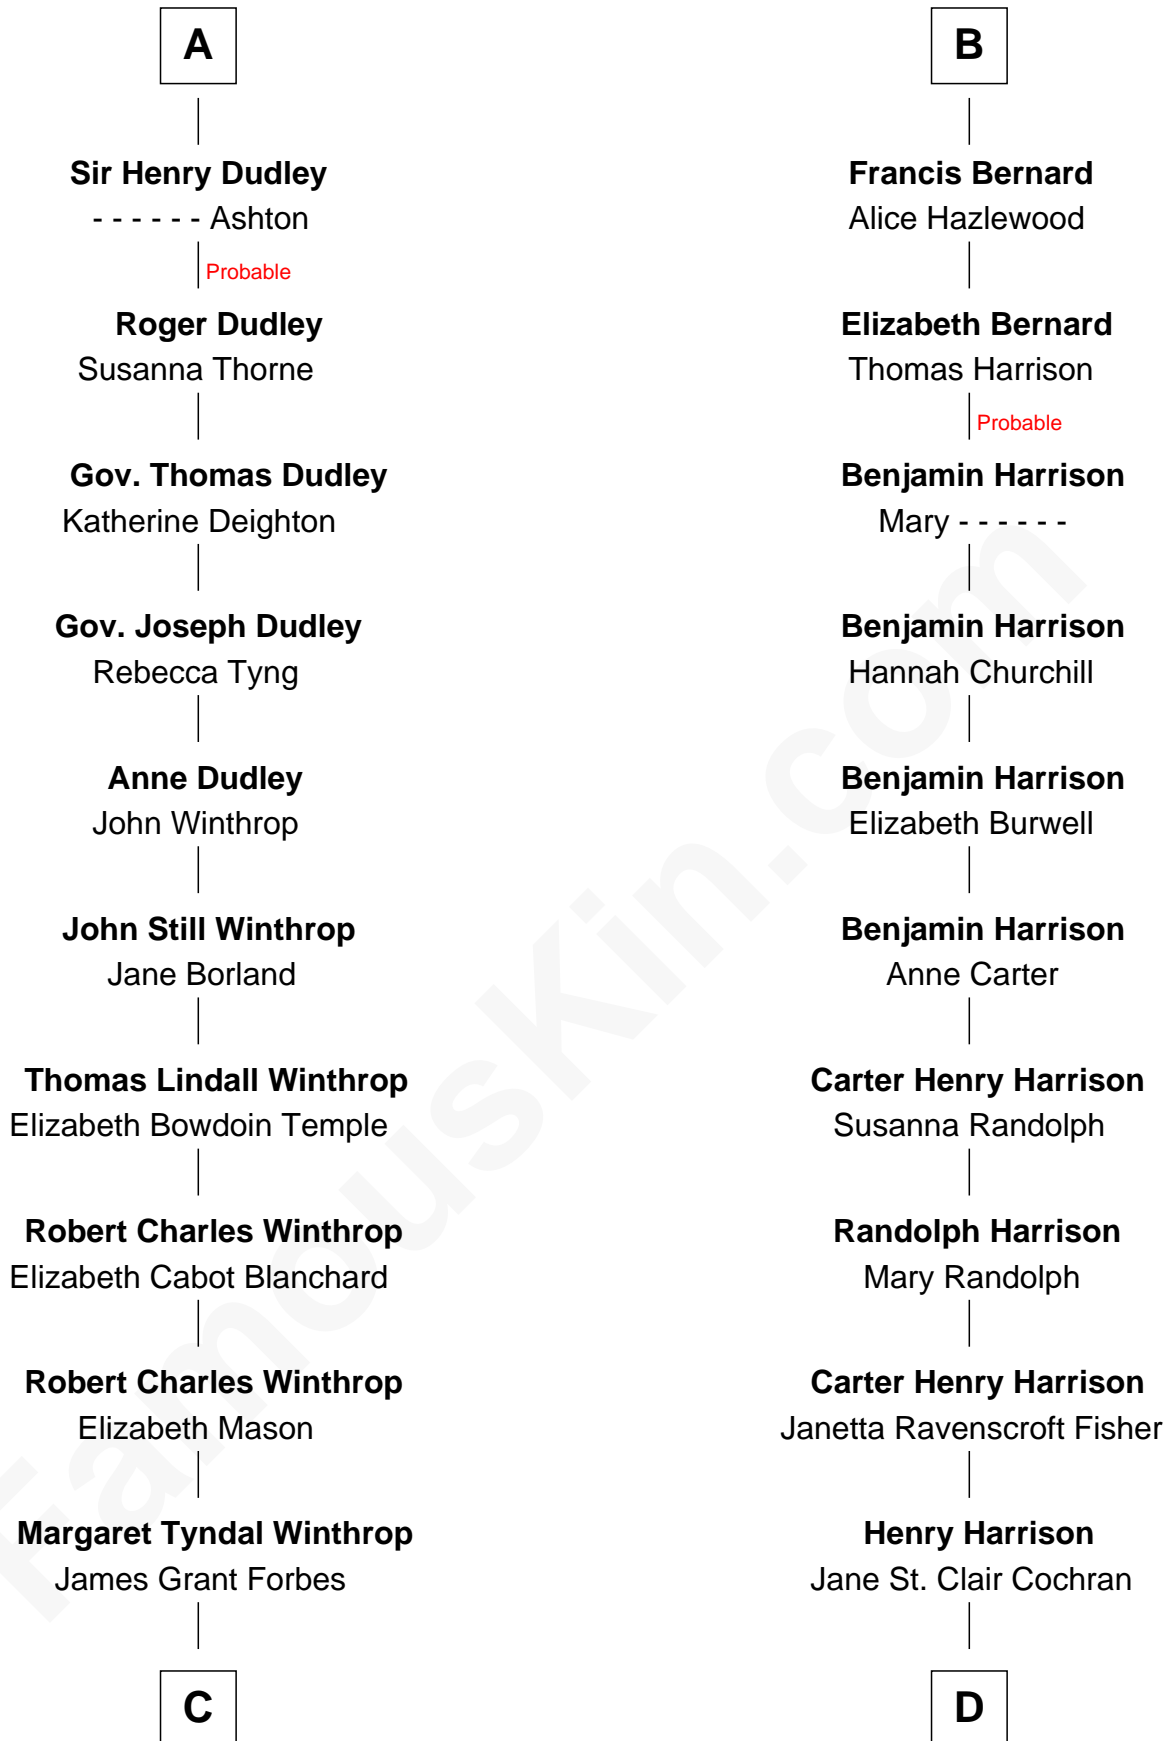 A
Sir Henry Dudley
- - - - - - Ashton
Probable
Roger Dudley
Susanna Thorne
Gov. Thomas Dudley
Katherine Deighton
Gov. Joseph Dudley
Rebecca Tyng
Anne Dudley
John Winthrop
John Still Winthrop
Jane Borland
Thomas Lindall Winthrop
Elizabeth Bowdoin Temple
Robert Charles Winthrop
Elizabeth Cabot Blanchard
Robert Charles Winthrop
Elizabeth Mason
Margaret Tyndal Winthrop
James Grant Forbes
C
B
Francis Bernard
Alice Hazlewood
Elizabeth Bernard
Thomas Harrison
Probable
Benjamin Harrison
Mary - - - - - -
Benjamin Harrison
Hannah Churchill
Benjamin Harrison
Elizabeth Burwell
Benjamin Harrison
Anne Carter
Carter Henry Harrison
Susanna Randolph
Randolph Harrison
Mary Randolph
Carter Henry Harrison
Janetta Ravenscroft Fisher
Henry Harrison
Jane St. Clair Cochran
D
FamousKin.com